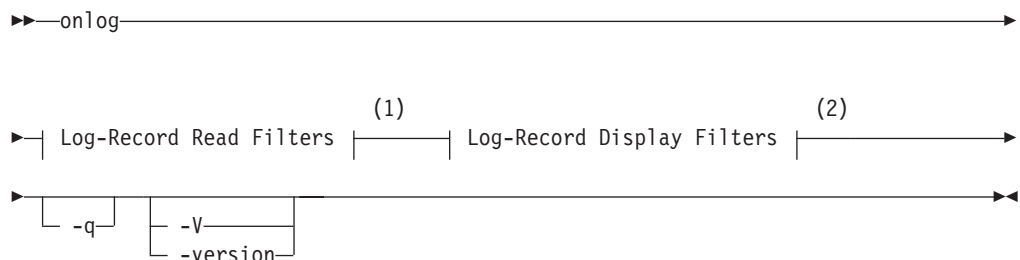 onlog
(1) (2)
Log-Record Read Filters Log-Record Display Filters
-q -V
-version